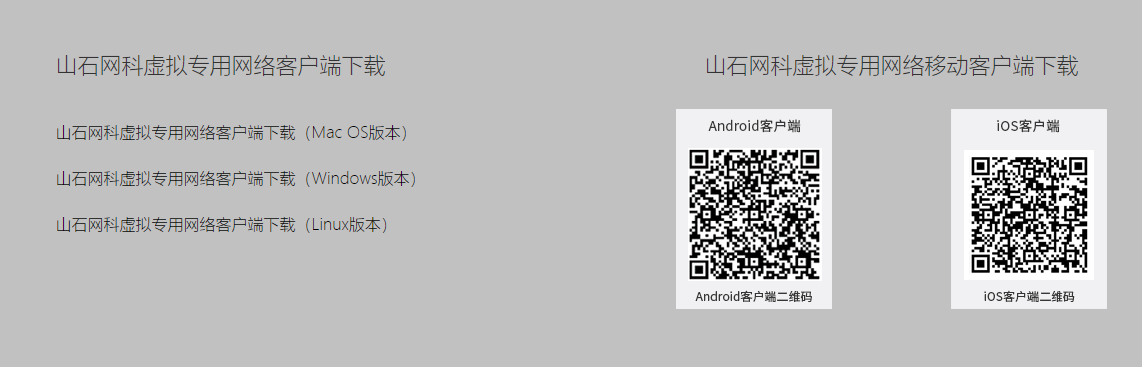 山石网科虚拟专用网络客户端下载
山石网科虚拟专用网络客户端下载（Mac OS版本）
山石网科虚拟专用网络客户端下载（Windows版本）
山石网科虚拟专用网络客户端下载（Linux版本）
山石网科虚拟专用网络移动客户端下载
Android客户端
Android客户端二维码
iOS客户端
iOS客户端二维码